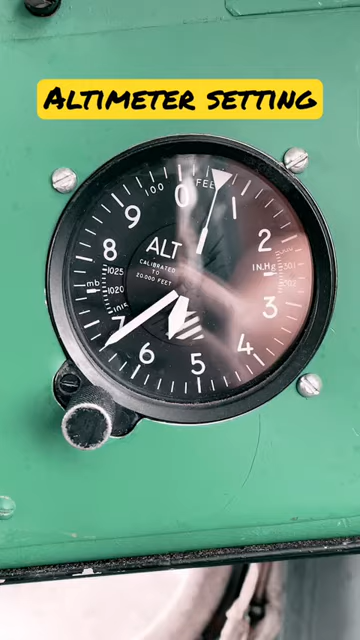 ALTIMETER SETTING
100 FEET
0
1
2
3
4
5
6
7
8
9
ALT
CALIBRATED
TO
20,000 FEET
mb
1025
1020
1015
IN.Hg